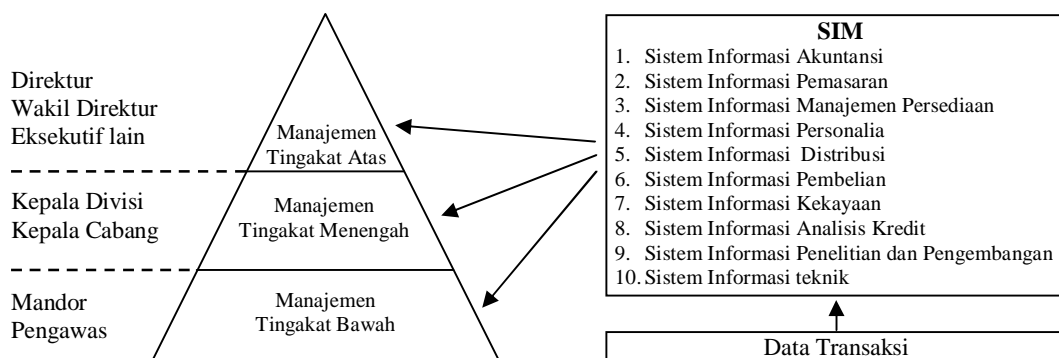 Direktur
Wakil Direktur
Eksekutif lain
Manajemen
Tingakat Atas
Kepala Divisi
Kepala Cabang
Manajemen
Tingakat Menengah
Mandor
Pengawas
Manajemen
Tingakat Bawah
SIM
1. Sistem Informasi Akuntansi
2. Sistem Informasi Pemasaran
3. Sistem Informasi Manajemen Persediaan
4. Sistem Informasi Personalia
5. Sistem Informasi Distribusi
6. Sistem Informasi Pembelian
7. Sistem Informasi Kekayaan
8. Sistem Informasi Analisis Kredit
9. Sistem Informasi Penelitian dan Pengembangan
10. Sistem Informasi teknik
Data Transaksi